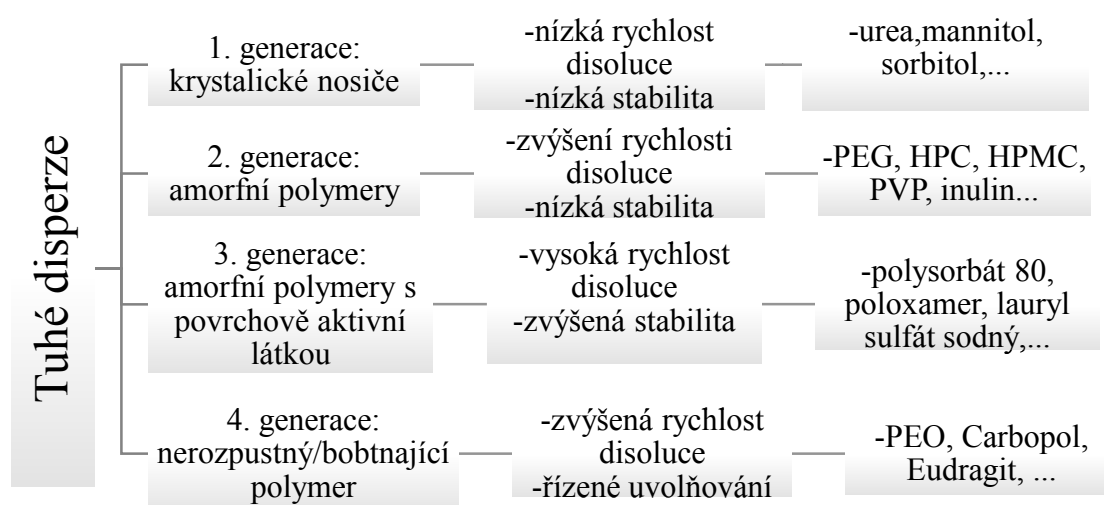 Tuhé disperze
1. generace:
krystalické nosiče
-nízká rychlost
disoluce
-nízká stabilita
-urea,mannitol,
sorbitol,...
2. generace:
amorfní polymery
-zvýšení rychlosti
disoluce
-nízká stabilita
-PEG, HPC, HPMC,
PVP, inulin...
3. generace:
amorfní polymery s
povrchově aktivní
látkou
-vysoká rychlost
disoluce
-zvýšená stabilita
-polysorbát 80,
poloxamer, lauryl
sulfát sodný,...
4. generace:
nerozpustný/bobtnající
polymer
-zvýšená rychlost
disoluce
-řízené uvolňování
-PEO, Carbopol,
Eudragit, ...